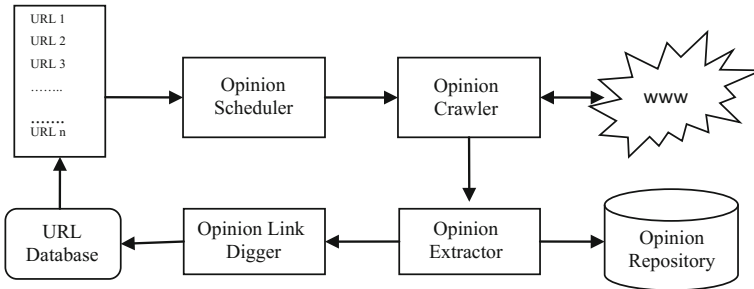 URL 1
URL 2
URL 3
……..
…….
URL n
Opinion
Scheduler
Opinion
Crawler
www
URL
Database
Opinion Link
Digger
Opinion
Extractor
Opinion
Repository